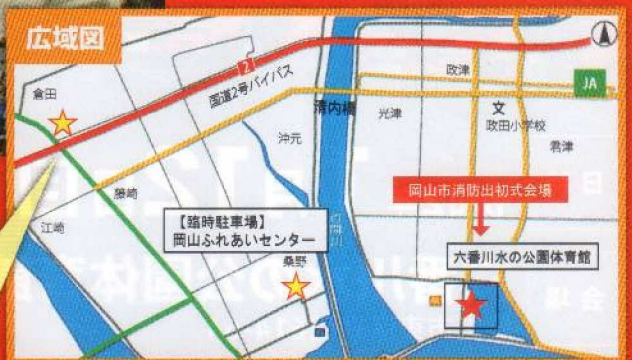 広域図
倉田
2
国道2号バイパス
政津
JA
清内橋
光津
文
政田小学校
沖元
君津
藤崎
岡山市消防出初式会場
江崎
【臨時駐車場】
岡山ふれあいセンター
桑野
六番川水の公園体育館